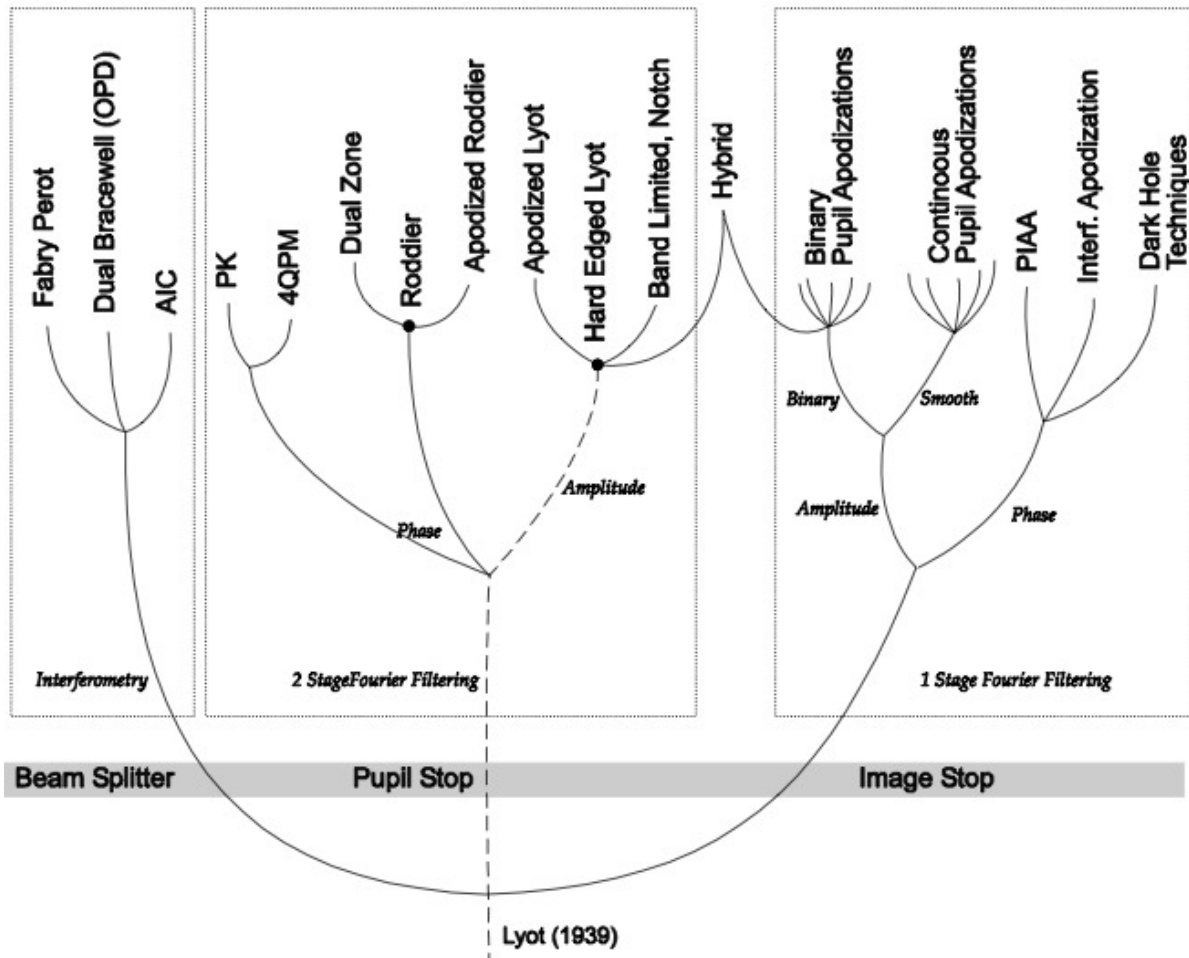 Fabry Perot
Dual Bracewell (OPD)
AIC
PK
4QPM
Dual Zone
Roddier
Apodized Roddier
Apodized Lyot
Hard Edged Lyot
Band Limited, Notch
Hybrid
Binary
Pupil Apodizations
Continoous
Pupil Apodizations
PIAA
Interf. Apodization
Dark Hole
Techniques
Binary
Smooth
Amplitude
Phase
Amplitude
Phase
Interferometry
2 StageFourier Filtering
1 Stage Fourier Filtering
Beam Splitter
Pupil Stop
Image Stop
Lyot (1939)